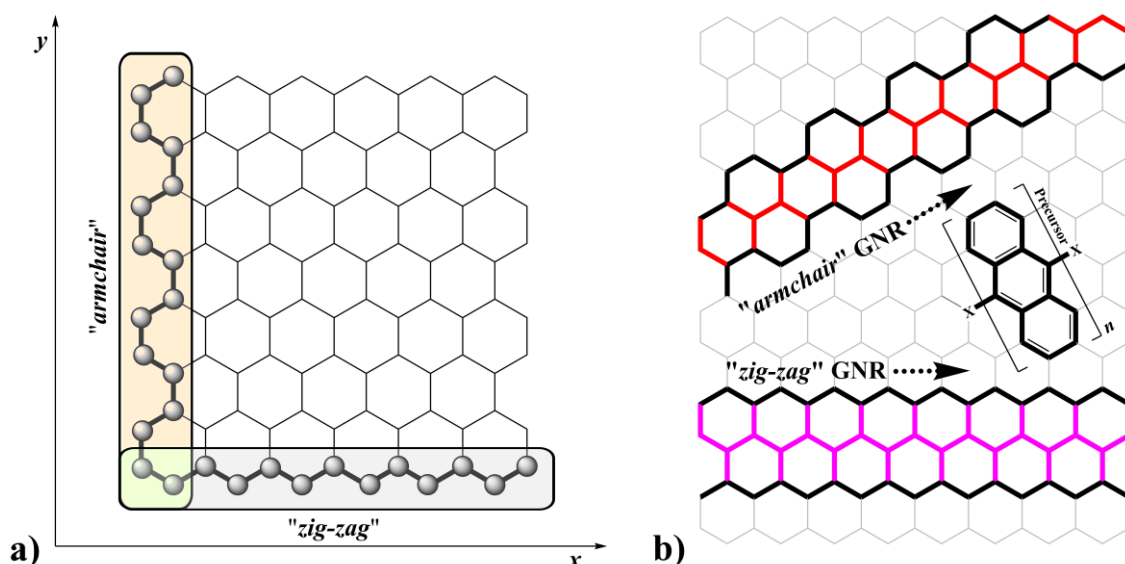 y
"armchair"
"zig-zag"
a)
x
"armchair" GNR
Precursor
X
X
n
"zig-zag" GNR
b)